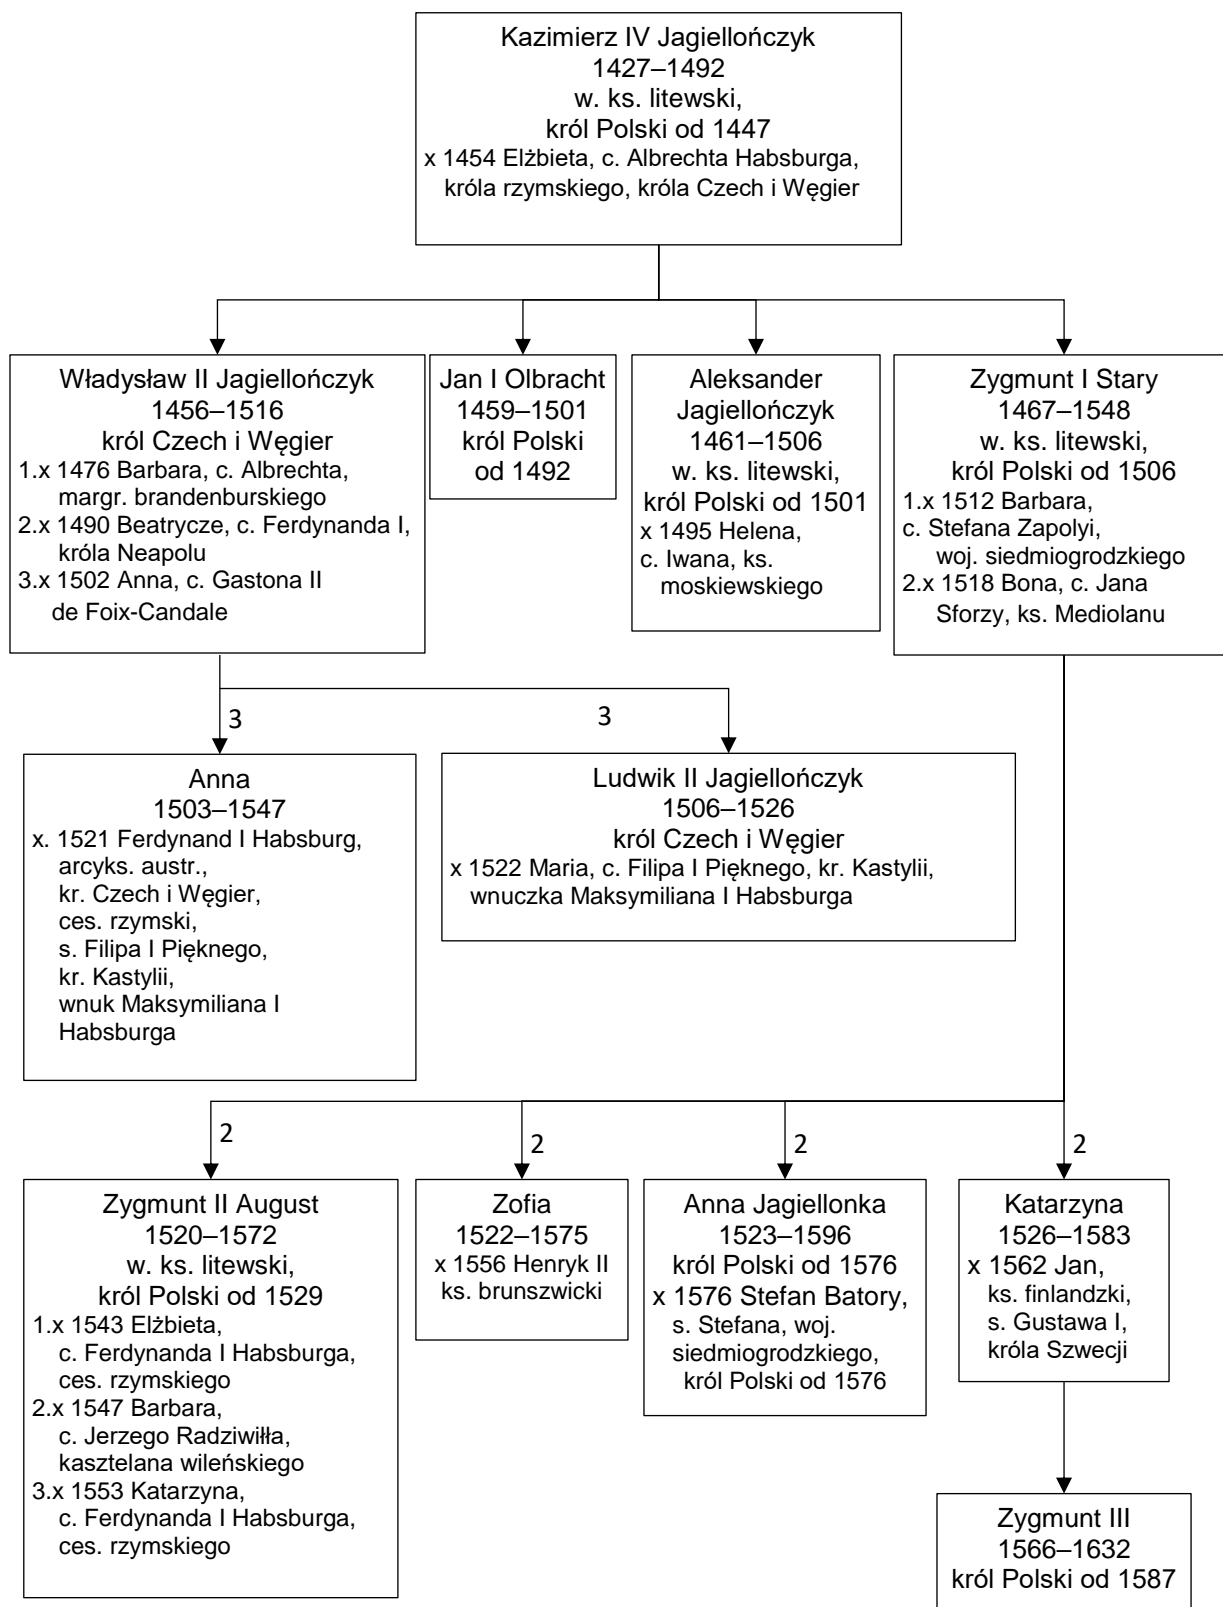 Kazimierz IV Jagiellończyk
1427–1492
w. ks. litewski,
król Polski od 1447
x 1454 Elżbieta, c. Albrechta Habsburga,
króla rzymskiego, króla Czech i Węgier
Władysław II Jagiellończyk
1456–1516
król Czech i Węgier
1.x 1476 Barbara, c. Albrechta,
margr. brandenburskiego
2.x 1490 Beatrycze, c. Ferdynanda I,
króla Neapolu
3.x 1502 Anna, c. Gastona II
de Foix-Candale
Jan I Olbracht
1459–1501
król Polski
od 1492
Aleksander
Jagiellończyk
1461–1506
w. ks. litewski,
król Polski od 1501
x 1495 Helena,
c. Iwana, ks.
moskiewskiego
Zygmunt I Stary
1467–1548
w. ks. litewski,
król Polski od 1506
1.x 1512 Barbara,
c. Stefana Zapolyi,
woj. siedmiogrodzkiego
2.x 1518 Bona, c. Jana
Sforzy, ks. Mediolanu
3
3
Anna
1503–1547
x. 1521 Ferdynand I Habsburg,
arcyks. austr.,
kr. Czech i Węgier,
ces. rzymski,
s. Filipa I Pięknego,
kr. Kastylii,
wnuk Maksymiliana I
Habsburga
Ludwik II Jagiellończyk
1506–1526
król Czech i Węgier
x 1522 Maria, c. Filipa I Pięknego, kr. Kastylii,
wnuczka Maksymiliana I Habsburga
2
2
2
2
Zygmunt II August
1520–1572
w. ks. litewski,
król Polski od 1529
1.x 1543 Elżbieta,
c. Ferdynanda I Habsburga,
ces. rzymskiego
2.x 1547 Barbara,
c. Jerzego Radziwiłła,
kasztelana wileńskiego
3.x 1553 Katarzyna,
c. Ferdynanda I Habsburga,
ces. rzymskiego
Zofia
1522–1575
x 1556 Henryk II
ks. brunszwicki
Anna Jagiellonka
1523–1596
król Polski od 1576
x 1576 Stefan Batory,
s. Stefana, woj.
siedmiogrodzkiego,
król Polski od 1576
Katarzyna
1526–1583
x 1562 Jan,
ks. finlandzki,
s. Gustawa I,
króla Szwecji
Zygmunt III
1566–1632
król Polski od 1587